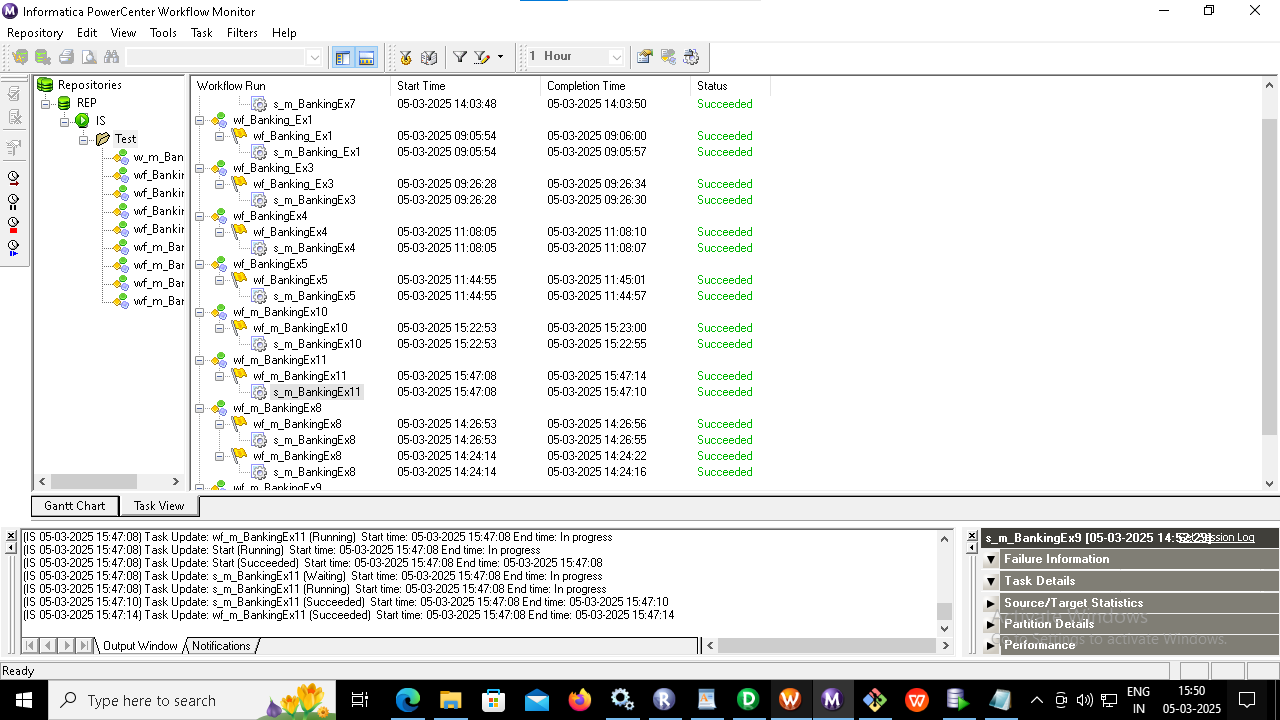 Informatica PowerCenter Workflow Monitor
Repository Edit View Tools Task Filters Help
1 Hour
Repositories
REP
IS
Test
w_m_Ban
wf_Bankir
wf_Bankir
wf_Bankir
wf_Bankir
wf_m_Bar
wf_m_Bar
wf_m_Bar
wf_m_Bar
Workflow Run Start Time Completion Time Status
s_m_BankingEx7 05-03-2025 14:03:48 05-03-2025 14:03:50 Succeeded
wf_Banking_Ex1
wf_Banking_Ex1 05-03-2025 09:05:54 05-03-2025 09:06:00 Succeeded
s_m_Banking_Ex1 05-03-2025 09:05:54 05-03-2025 09:05:57 Succeeded
wf_Banking_Ex3
wf_Banking_Ex3 05-03-2025 09:26:28 05-03-2025 09:26:34 Succeeded
s_m_BankingEx3 05-03-2025 09:26:28 05-03-2025 09:26:30 Succeeded
wf_BankingEx4
wf_BankingEx4 05-03-2025 11:08:05 05-03-2025 11:08:10 Succeeded
s_m_BankingEx4 05-03-2025 11:08:05 05-03-2025 11:08:07 Succeeded
wf_BankingEx5
wf_BankingEx5 05-03-2025 11:44:55 05-03-2025 11:45:01 Succeeded
s_m_BankingEx5 05-03-2025 11:44:55 05-03-2025 11:44:57 Succeeded
wf_m_BankingEx10
wf_m_BankingEx10 05-03-2025 15:22:53 05-03-2025 15:23:00 Succeeded
s_m_BankingEx10 05-03-2025 15:22:53 05-03-2025 15:22:55 Succeeded
wf_m_BankingEx11
wf_m_BankingEx11 05-03-2025 15:47:08 05-03-2025 15:47:14 Succeeded
s_m_BankingEx11 05-03-2025 15:47:08 05-03-2025 15:47:10 Succeeded
wf_m_BankingEx8
wf_m_BankingEx8 05-03-2025 14:26:53 05-03-2025 14:26:56 Succeeded
s_m_BankingEx8 05-03-2025 14:26:53 05-03-2025 14:26:55 Succeeded
wf_m_BankingEx8 05-03-2025 14:24:14 05-03-2025 14:24:22 Succeeded
s_m_BankingEx8 05-03-2025 14:24:14 05-03-2025 14:24:16 Succeeded
wf_m_BankingEx9
Gantt Chart Task View
(IS 05-03-2025 15:47:08) Task Update: wf_m_BankingEx11 (Running) Start time: 05-03-2025 15:47:08 End time: In progress
(IS 05-03-2025 15:47:08) Task Update: Start (Running) Start time: 05-03-2025 15:47:08 End time: In progress
(IS 05-03-2025 15:47:08) Task Update: Start (Succeeded) Start time: 05-03-2025 15:47:08 End time: 05-03-2025 15:47:08
(IS 05-03-2025 15:47:08) Task Update: s_m_BankingEx11 (Waiting) Start time: 05-03-2025 15:47:08 End time: In progress
(IS 05-03-2025 15:47:08) Task Update: s_m_BankingEx11 (Running) Start time: 05-03-2025 15:47:08 End time: In progress
(IS 05-03-2025 15:47:10) Task Update: s_m_BankingEx11 (Succeeded) Start time: 05-03-2025 15:47:08 End time: 05-03-2025 15:47:10
(IS 05-03-2025 15:47:14) Task Update: wf_m_BankingEx11 (Succeeded) Start time: 05-03-2025 15:47:08 End time: 05-03-2025 15:47:14
Output Window Notifications
s_m_BankingEx9 [05-03-2025 14:52:29] Get Session Log
Failure Information
Task Details
Source/Target Statistics
Partition Details
Performance
Activate Windows
Go to Settings to activate Windows.
Ready
Type here to search
ENG
IN
15:50
05-03-2025